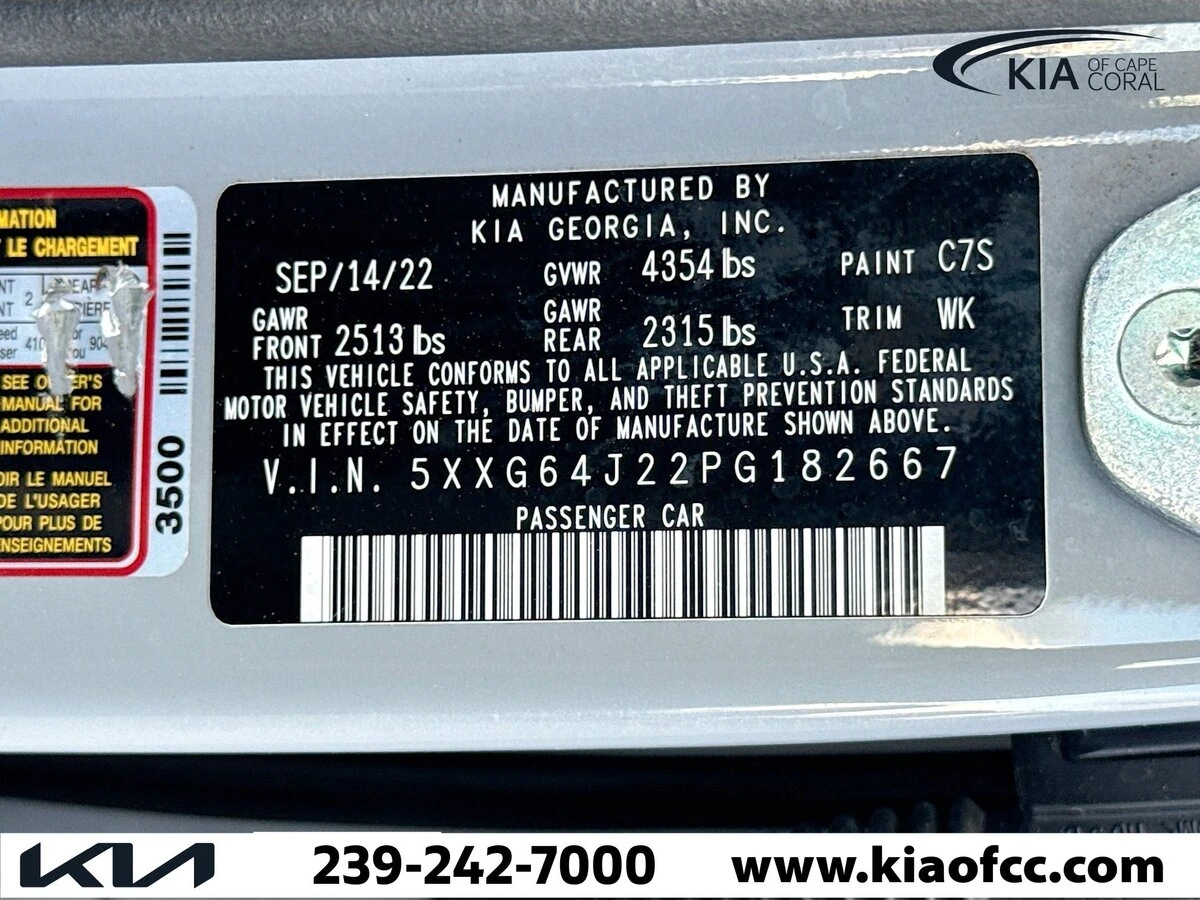 KIA OF CAPE
CORAL
MANUFACTURED BY
KIA GEORGIA, INC.
SEP/14/22 GVWR 4354 lbs PAINT C7S
GAWR
FRONT 2513 lbs GAWR
REAR 2315 lbs TRIM WK
THIS VEHICLE CONFORMS TO ALL APPLICABLE U.S.A. FEDERAL
MOTOR VEHICLE SAFETY, BUMPER, AND THEFT PREVENTION STANDARDS
IN EFFECT ON THE DATE OF MANUFACTURE SHOWN ABOVE.
V.I.N. 5XXG64J22PG182667
PASSENGER CAR
LE CHARGEMENT
2
SEE OWNER'S
MANUAL FOR
ADDITIONAL
INFORMATION
LE MANUEL
DE L'USAGER
POUR PLUS DE
3500
KIA 239-242-7000 www.kiaofcc.com